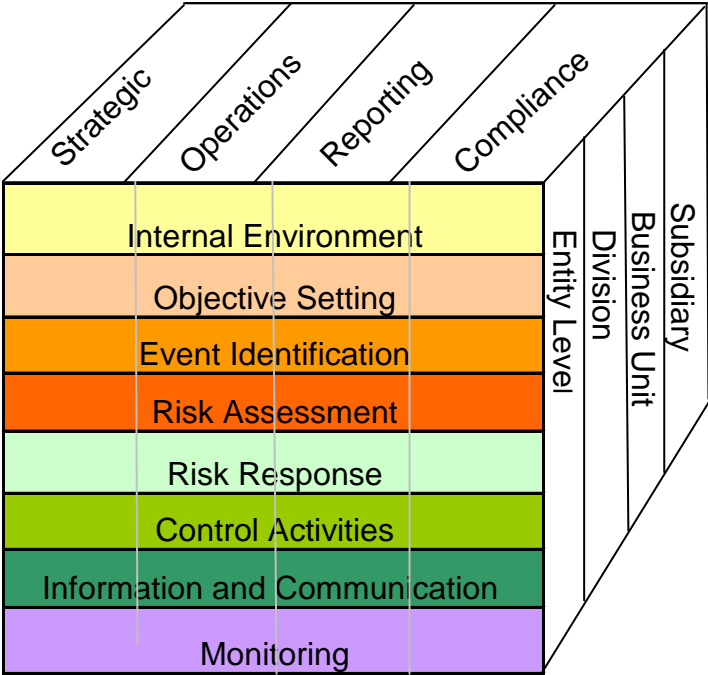 Strategic
Operations
Reporting
Compliance
Internal Environment
Objective Setting
Event Identification
Risk Assessment
Risk Response
Control Activities
Information and Communication
Monitoring
Entity Level
Division
Business Unit
Subsidiary